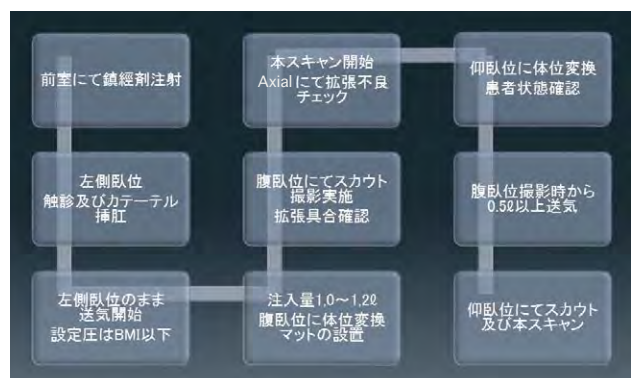 前室にて鎮經剤注射
左側臥位
触診及びカテーテル
挿肛
左側臥位のまま
送気開始
設定圧はBMI以下
注入量1.0～1.2ℓ
腹臥位に体位変換
マットの設置
腹臥位にてスカウト
撮影実施
拡張具合確認
本スキャン開始
Axialにて拡張不良
チェック
仰臥位に体位変換
患者状態確認
腹臥位撮影時から
0.5ℓ以上送気
仰臥位にてスカウト
及び本スキャン